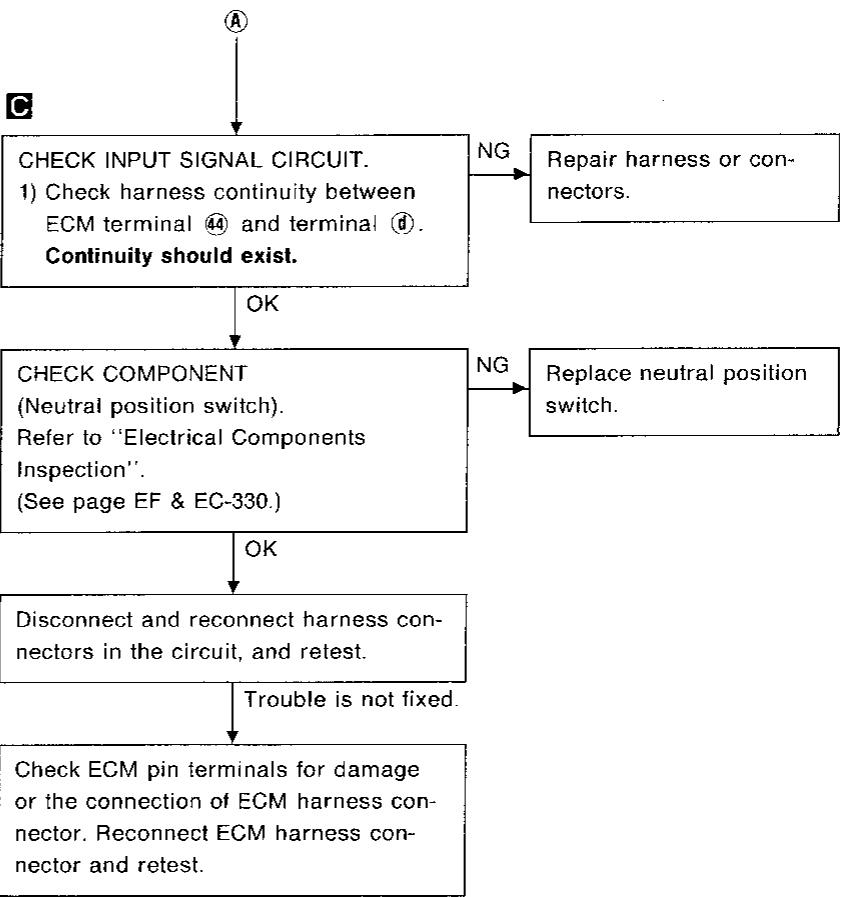 Ⓐ
C
CHECK INPUT SIGNAL CIRCUIT.
1) Check harness continuity between
ECM terminal ㊹ and terminal ⓓ.
Continuity should exist.
NG
Repair harness or con-
nectors.
OK
CHECK COMPONENT
(Neutral position switch).
Refer to ''Electrical Components
Inspection''.
(See page EF & EC-330.)
NG
Replace neutral position
switch.
OK
Disconnect and reconnect harness con-
nectors in the circuit, and retest.
Trouble is not fixed.
Check ECM pin terminals for damage
or the connection of ECM harness con-
nector. Reconnect ECM harness con-
nector and retest.